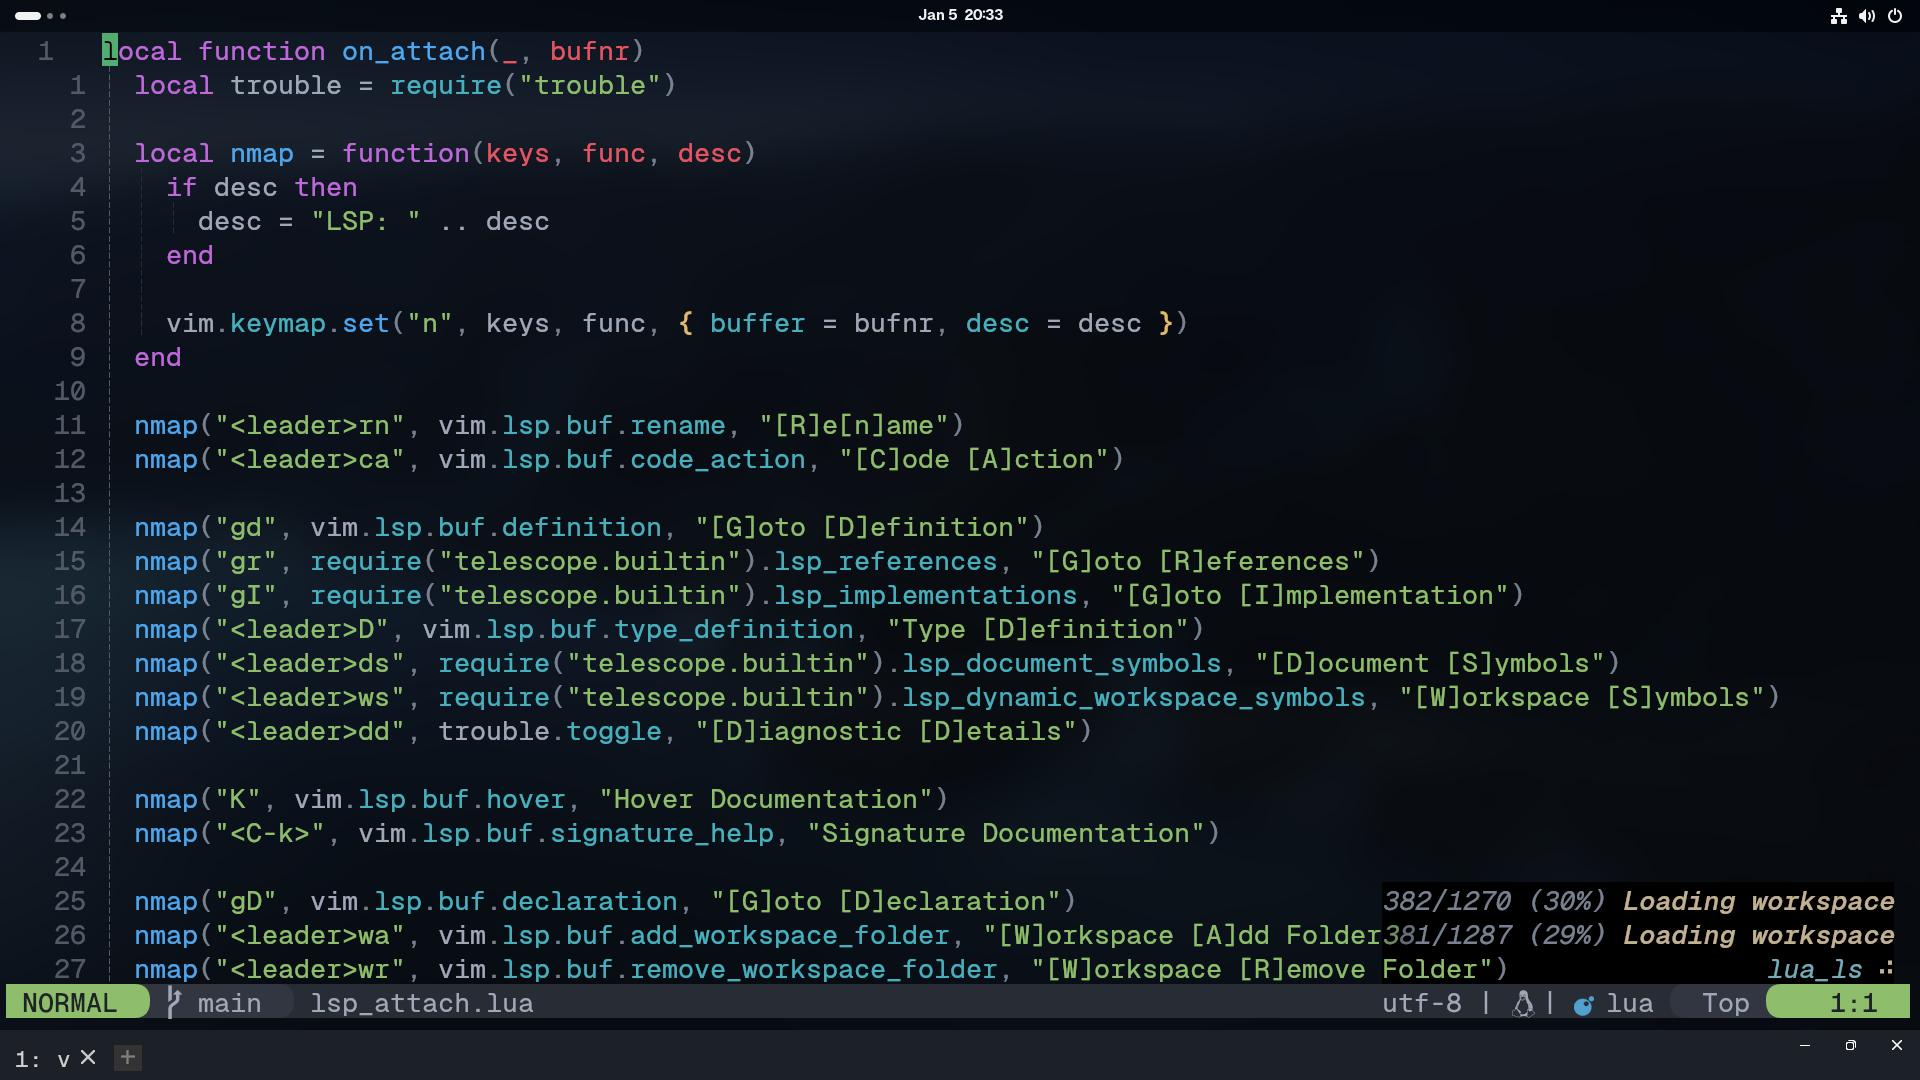 Jan 5 20:33
1 local function on_attach(_, bufnr)
1 local trouble = require("trouble")
2
3 local nmap = function(keys, func, desc)
4 if desc then
5 desc = "LSP: " .. desc
6 end
7
8 vim.keymap.set("n", keys, func, { buffer = bufnr, desc = desc })
9 end
10
11 nmap("<leader>rn", vim.lsp.buf.rename, "[R]e[n]ame")
12 nmap("<leader>ca", vim.lsp.buf.code_action, "[C]ode [A]ction")
13
14 nmap("gd", vim.lsp.buf.definition, "[G]oto [D]efinition")
15 nmap("gr", require("telescope.builtin").lsp_references, "[G]oto [R]eferences")
16 nmap("gI", require("telescope.builtin").lsp_implementations, "[G]oto [I]mplementation")
17 nmap("<leader>D", vim.lsp.buf.type_definition, "Type [D]efinition")
18 nmap("<leader>ds", require("telescope.builtin").lsp_document_symbols, "[D]ocument [S]ymbols")
19 nmap("<leader>ws", require("telescope.builtin").lsp_dynamic_workspace_symbols, "[W]orkspace [S]ymbols")
20 nmap("<leader>dd", trouble.toggle, "[D]iagnostic [D]etails")
21
22 nmap("K", vim.lsp.buf.hover, "Hover Documentation")
23 nmap("<C-k>", vim.lsp.buf.signature_help, "Signature Documentation")
24
25 nmap("gD", vim.lsp.buf.declaration, "[G]oto [D]eclaration") 382/1270 (30%) Loading workspace
26 nmap("<leader>wa", vim.lsp.buf.add_workspace_folder, "[W]orkspace [A]dd Folder 381/1287 (29%) Loading workspace
27 nmap("<leader>wr", vim.lsp.buf.remove_workspace_folder, "[W]orkspace [R]emove Folder") lua_ls
NORMAL main lsp_attach.lua utf-8 | | lua Top 1:1
1: v × +